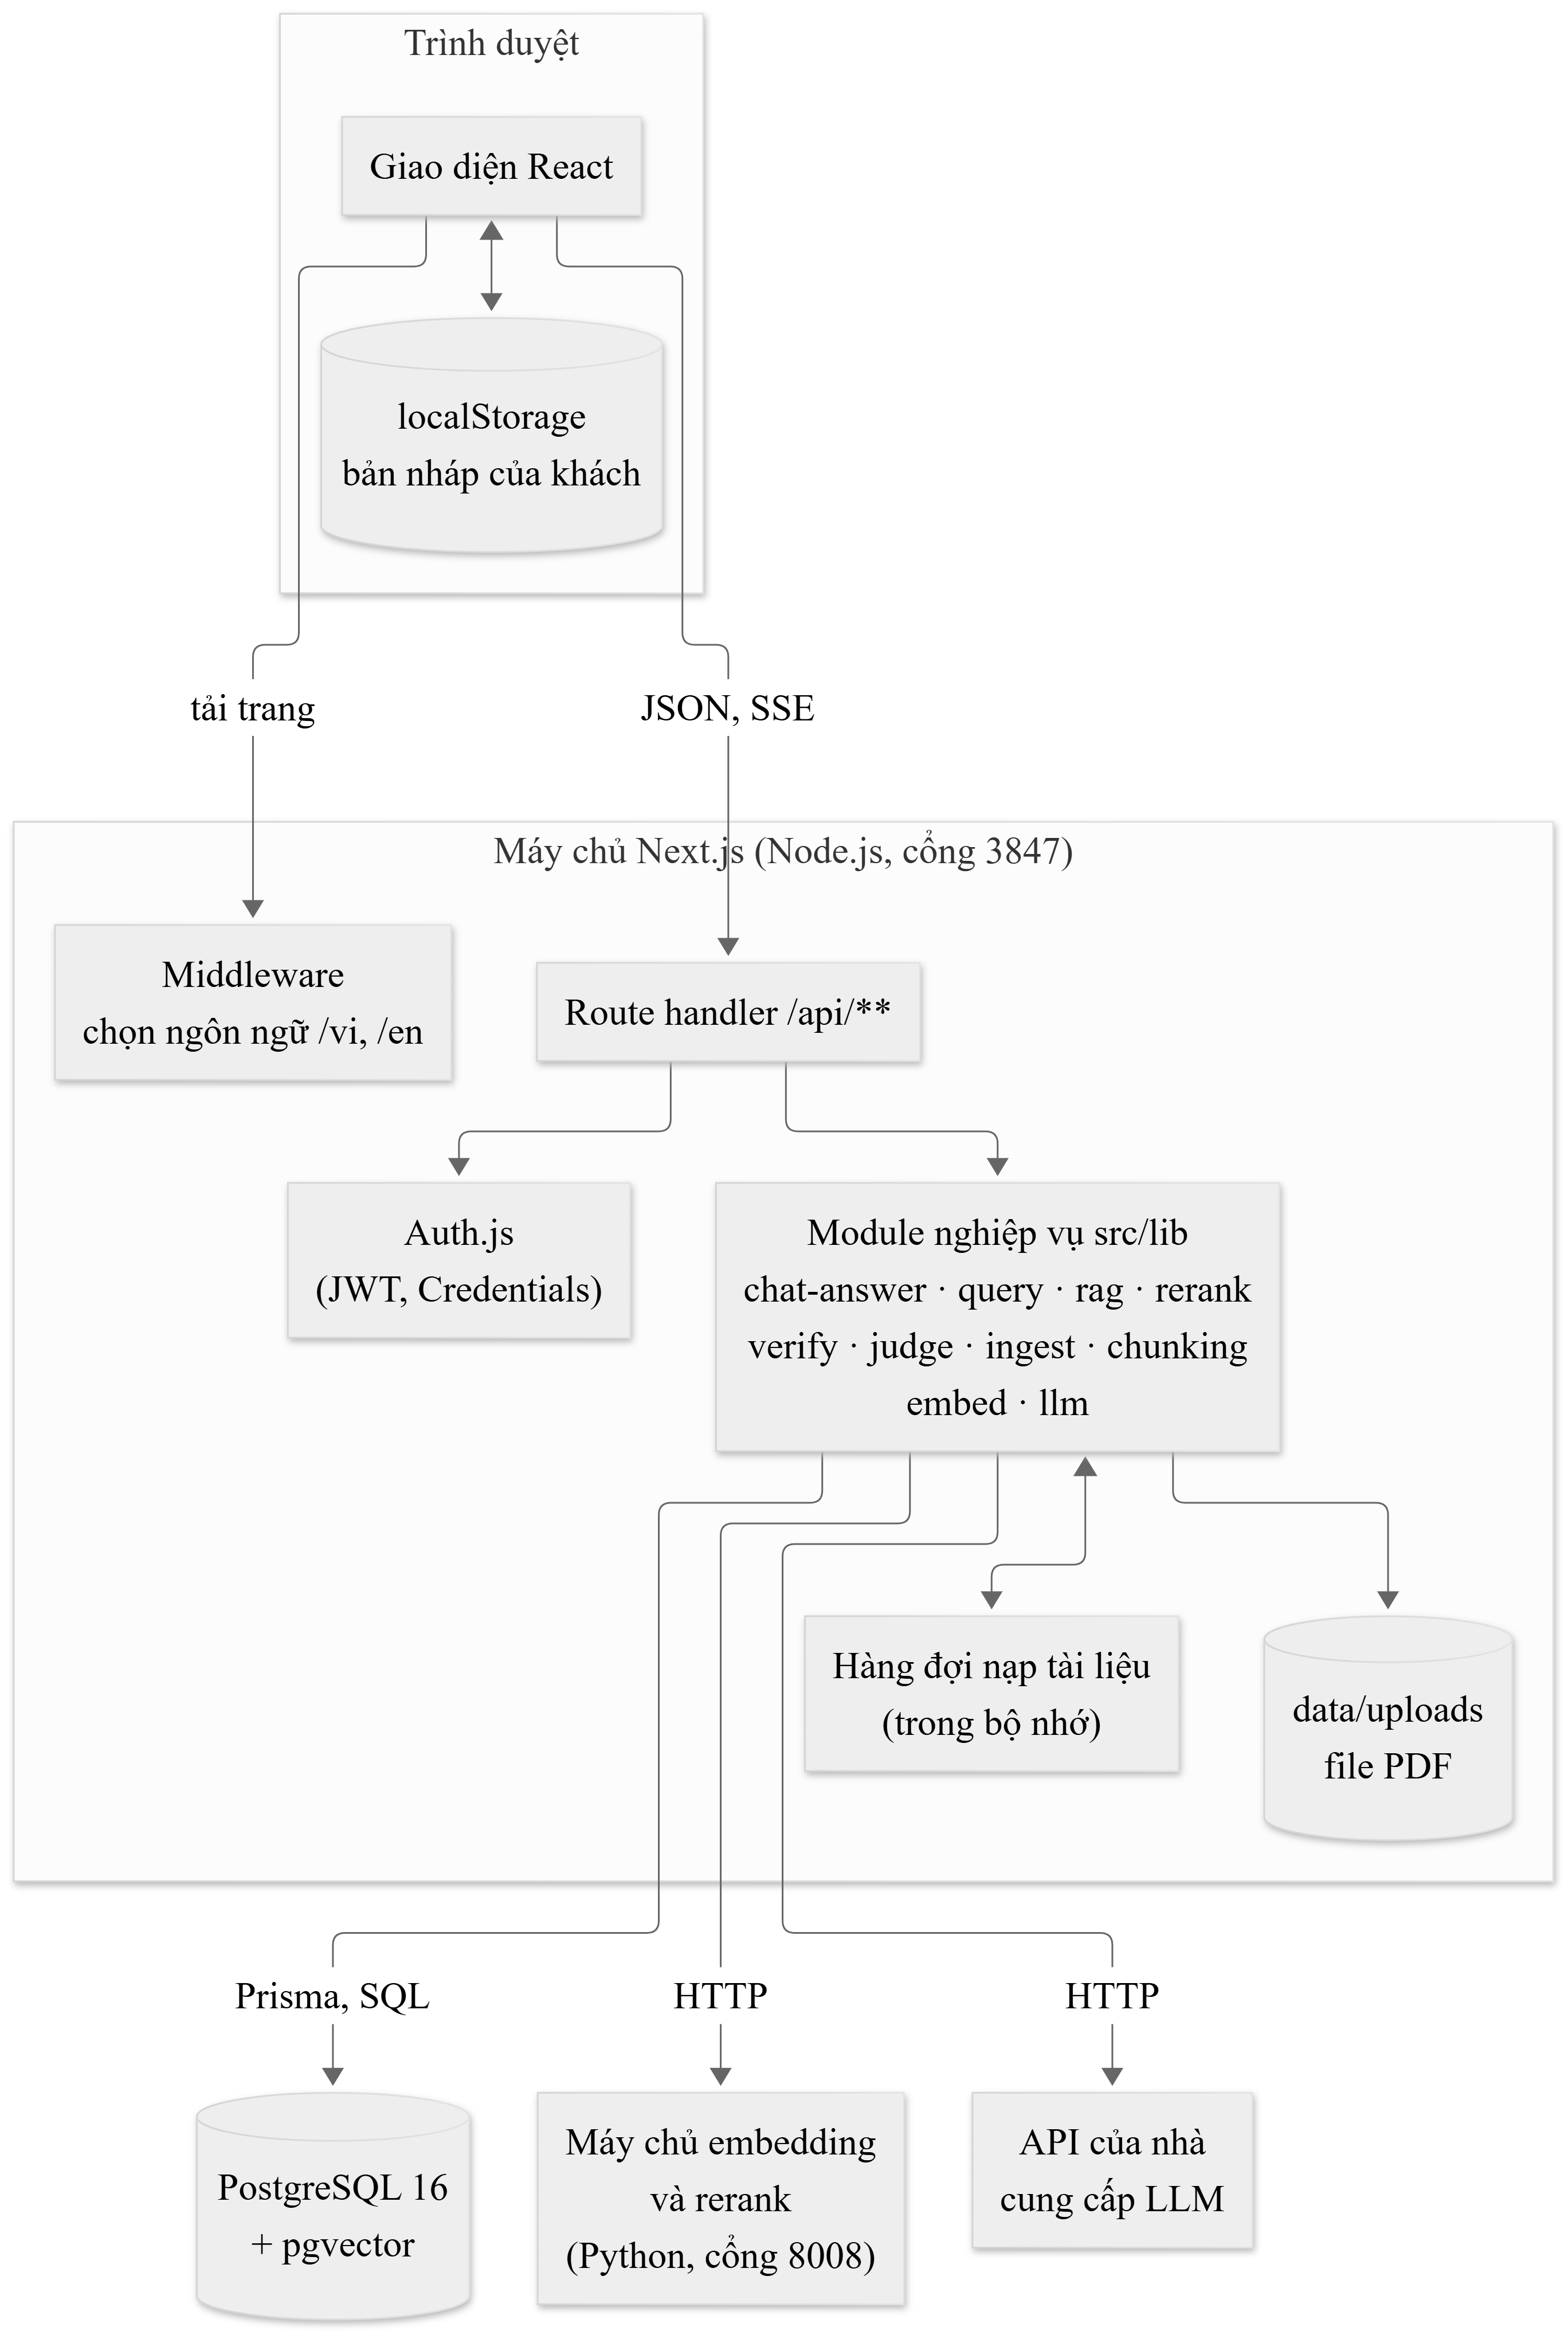 Trình duyệt
Giao diện React
localStorage
bản nháp của khách
tải trang
JSON, SSE
Máy chủ Next.js (Node.js, cổng 3847)
Middleware
chọn ngôn ngữ /vi, /en
Route handler /api/**
Auth.js
(JWT, Credentials)
Module nghiệp vụ src/lib
chat-answer · query · rag · rerank
verify · judge · ingest · chunking
embed · llm
Hàng đợi nạp tài liệu
(trong bộ nhớ)
data/uploads
file PDF
Prisma, SQL
HTTP
HTTP
PostgreSQL 16
+ pgvector
Máy chủ embedding
và rerank
(Python, cổng 8008)
API của nhà
cung cấp LLM